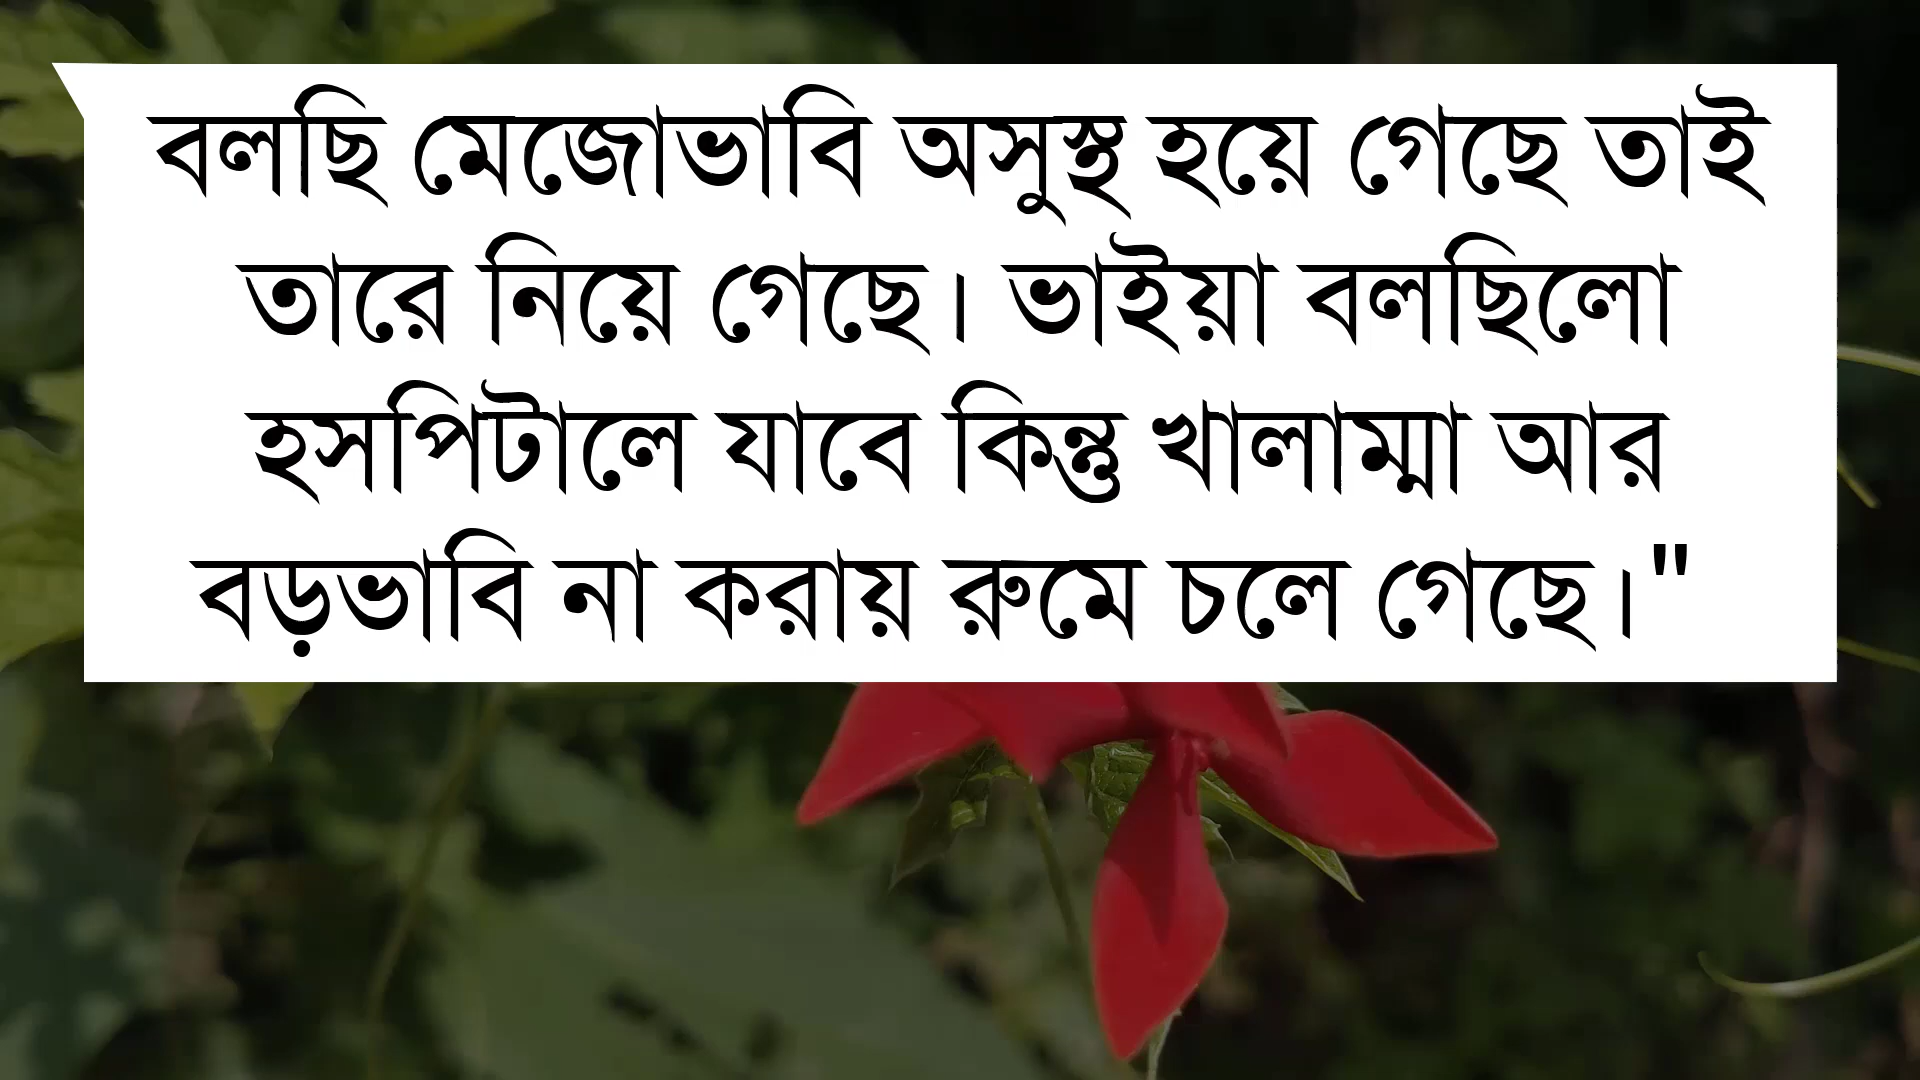 বলছি মেজোভাবি অসুস্থ হয়ে গেছে তাই
তারে নিয়ে গেছে। ভাইয়া বলছিলো
হসপিটালে যাবে কিন্তু খালাম্মা আর
বড়ভাবি না করায় রুমে চলে গেছে।"